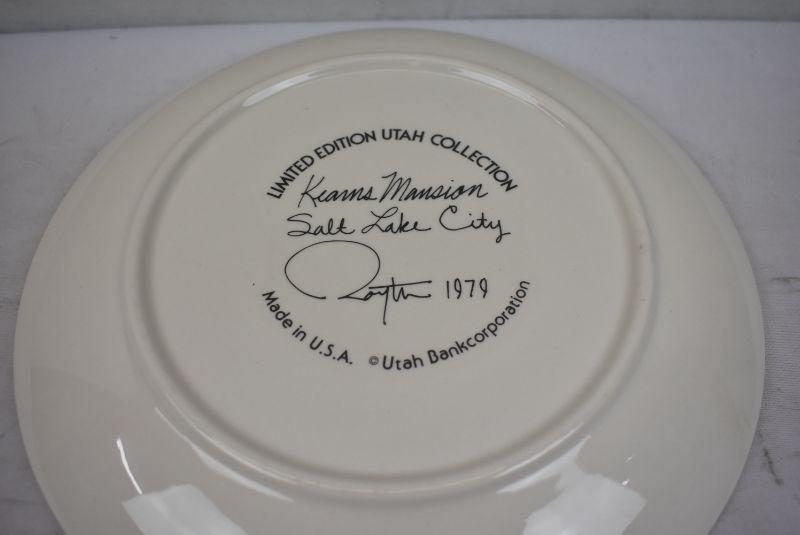 LIMITED EDITION UTAH COLLECTION
Kearns Mansion
Salt Lake City
1979
Made in U.S.A. © Utah Bankcorporation